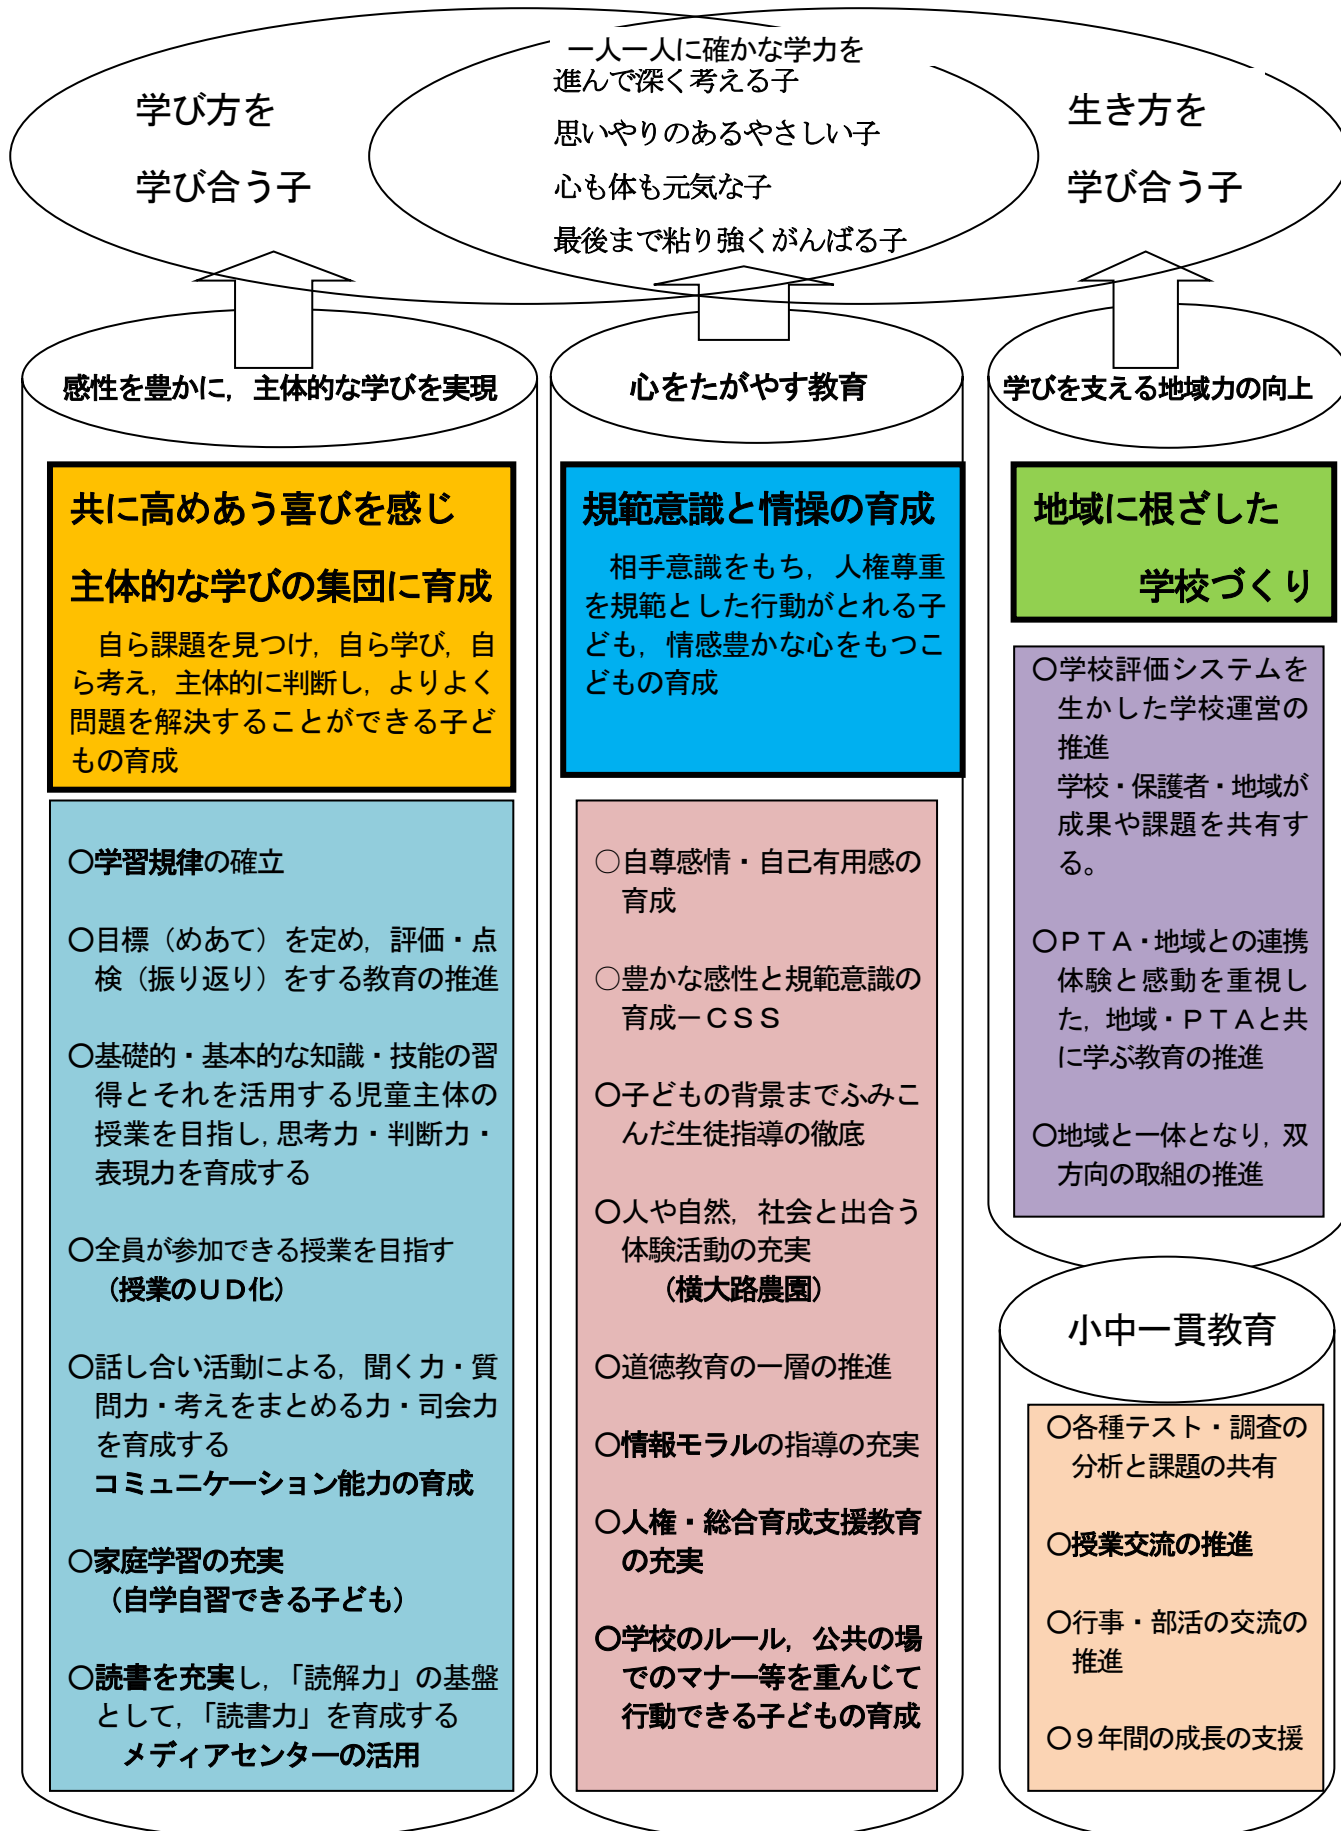 一人一人に確かな学力を
進んで深く考える子
思いやりのあるやさしい子
心も体も元気な子
最後まで粘り強くがんばる子
学び方を
学び合う子
生き方を
学び合う子
感性を豊かに，主体的な学びを実現
共に高めあう喜びを感じ
主体的な学びの集団に育成
自ら課題を見つけ，自ら学び，自
ら考え，主体的に判断し，よりよく
問題を解決することができる子ど
もの育成
○学習規律の確立
○目標（めあて）を定め，評価・点
検（振り返り）をする教育の推進
○基礎的・基本的な知識・技能の習
得とそれを活用する児童主体の
授業を目指し，思考力・判断力・
表現力を育成する
○全員が参加できる授業を目指す
（授業のＵＤ化）
○話し合い活動による，聞く力・質
問力・考えをまとめる力・司会力
を育成する
コミュニケーション能力の育成
○家庭学習の充実
（自学自習できる子ども）
○読書を充実し，「読解力」の基盤
として，「読書力」を育成する
メディアセンターの活用
心をたがやす教育
規範意識と情操の育成
相手意識をもち，人権尊重
を規範とした行動がとれる子
ども，情感豊かな心をもつこ
どもの育成
○自尊感情・自己有用感の
育成
○豊かな感性と規範意識の
育成－ＣＳＳ
○子どもの背景までふみこ
んだ生徒指導の徹底
○人や自然，社会と出合う
体験活動の充実
（横大路農園）
○道徳教育の一層の推進
○情報モラルの指導の充実
○人権・総合育成支援教育
の充実
○学校のルール，公共の場
でのマナー等を重んじて
行動できる子どもの育成
学びを支える地域力の向上
地域に根ざした
学校づくり
○学校評価システムを
生かした学校運営の
推進
学校・保護者・地域が
成果や課題を共有す
る。
○ＰＴＡ・地域との連携
体験と感動を重視し
た，地域・ＰＴＡと共
に学ぶ教育の推進
○地域と一体となり，双
方向の取組の推進
小中一貫教育
○各種テスト・調査の
分析と課題の共有
○授業交流の推進
○行事・部活の交流の
推進
○９年間の成長の支援